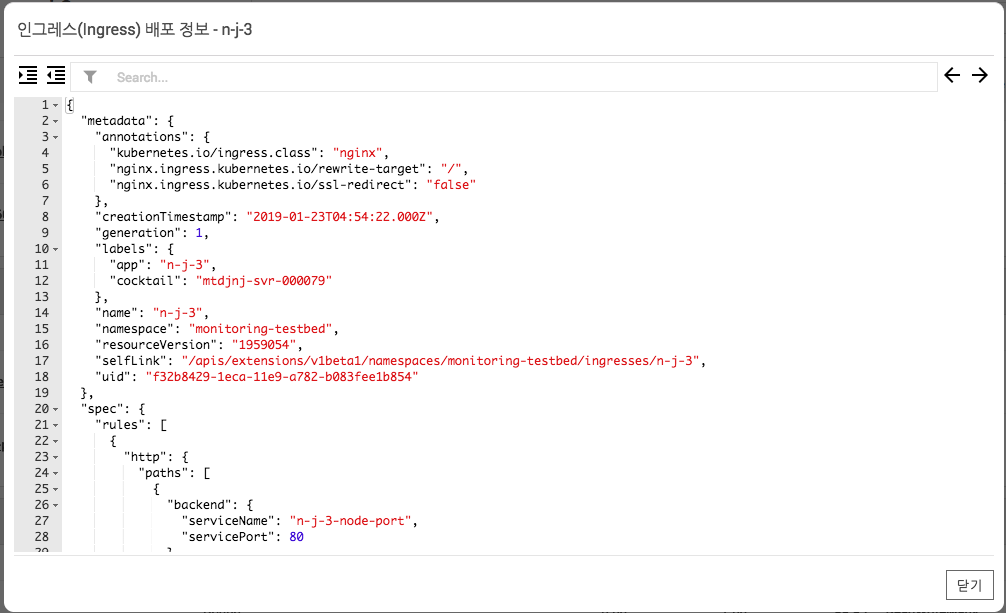 인그레스(Ingress) 배포 정보 - n-j-3
Search...
1 {
2 "metadata": {
3 "annotations": {
4 "kubernetes.io/ingress.class": "nginx",
5 "nginx.ingress.kubernetes.io/rewrite-target": "/",
6 "nginx.ingress.kubernetes.io/ssl-redirect": "false"
7 },
8 "creationTimestamp": "2019-01-23T04:54:22.000Z",
9 "generation": 1,
10 "labels": {
11 "app": "n-j-3",
12 "cocktail": "mtdjnj-svr-000079"
13 },
14 "name": "n-j-3",
15 "namespace": "monitoring-testbed",
16 "resourceVersion": "1959054",
17 "selfLink": "/apis/extensions/v1beta1/namespaces/monitoring-testbed/ingresses/n-j-3",
18 "uid": "f32b8429-1eca-11e9-a782-b083fee1b854"
19 },
20 "spec": {
21 "rules": [
22 {
23 "http": {
24 "paths": [
25 {
26 "backend": {
27 "serviceName": "n-j-3-node-port",
28 "servicePort": 80
29 }
닫기